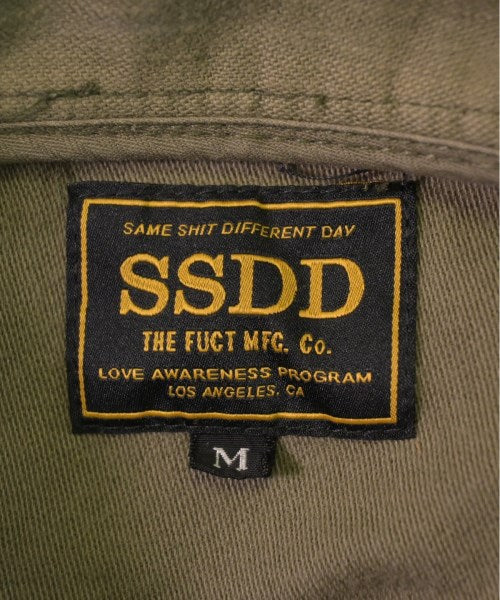 SAME SHIT DIFFERENT DAY
SSDD
THE FUCT MFG. Co.
LOVE AWARENESS PROGRAM
LOS ANGELES, CA
M